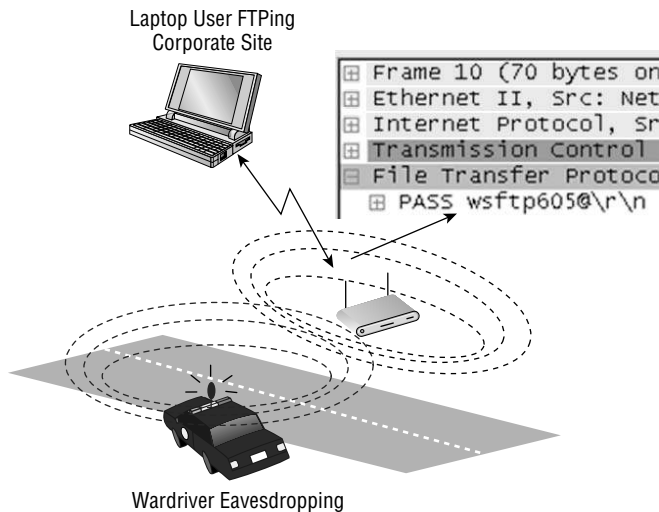 Laptop User FTPing
Corporate Site
Frame 10 (70 bytes on
Ethernet II, Src: Net
Internet Protocol, Sr
Transmission Control
File Transfer Protoco
PASS wsftp605@\r\n
Wardriver Eavesdropping